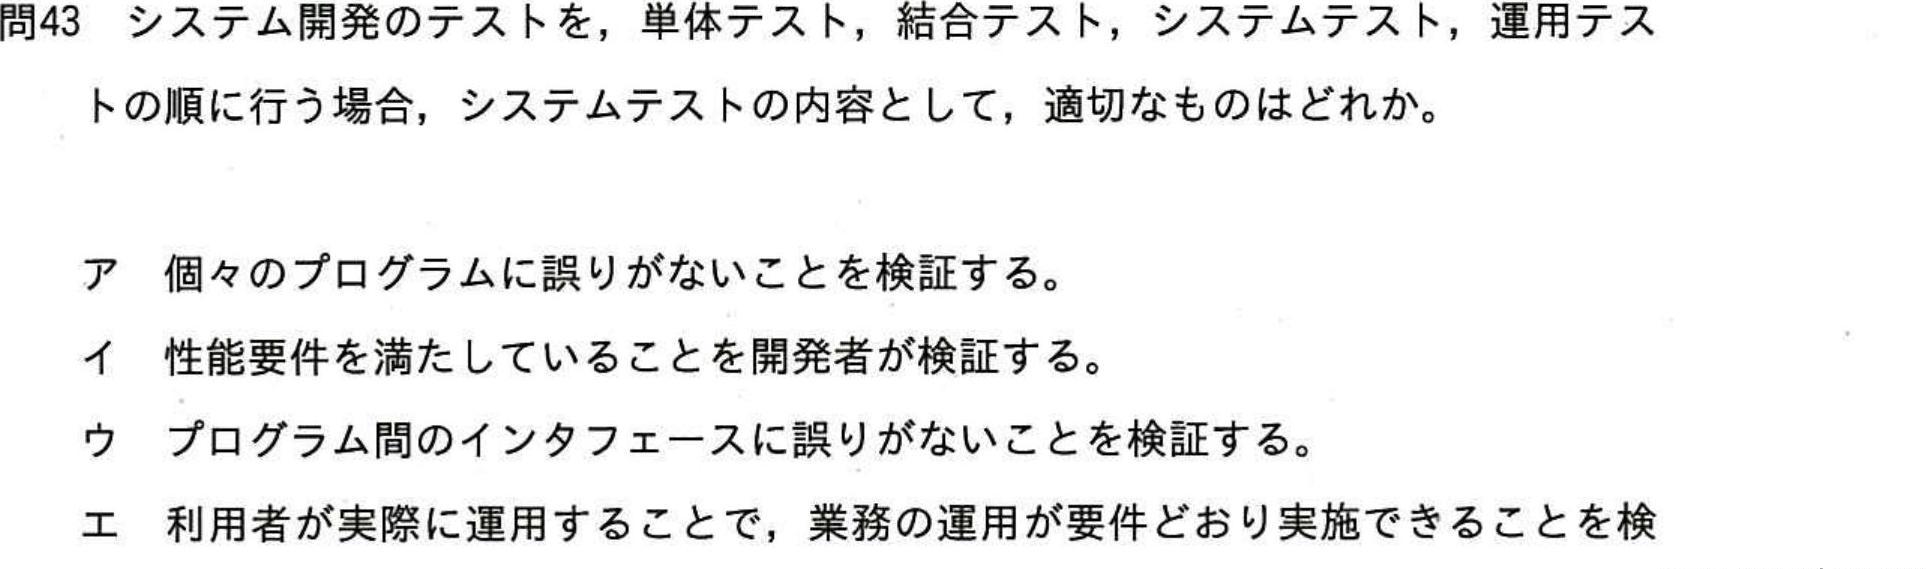 問43 システム開発のテストを，単体テスト，結合テスト，システムテスト，運用テス
トの順に行う場合，システムテストの内容として，適切なものはどれか。
ア 個々のプログラムに誤りがないことを検証する。
イ 性能要件を満たしていることを開発者が検証する。
ウ プログラム間のインタフェースに誤りがないことを検証する。
エ 利用者が実際に運用することで，業務の運用が要件どおり実施できることを検